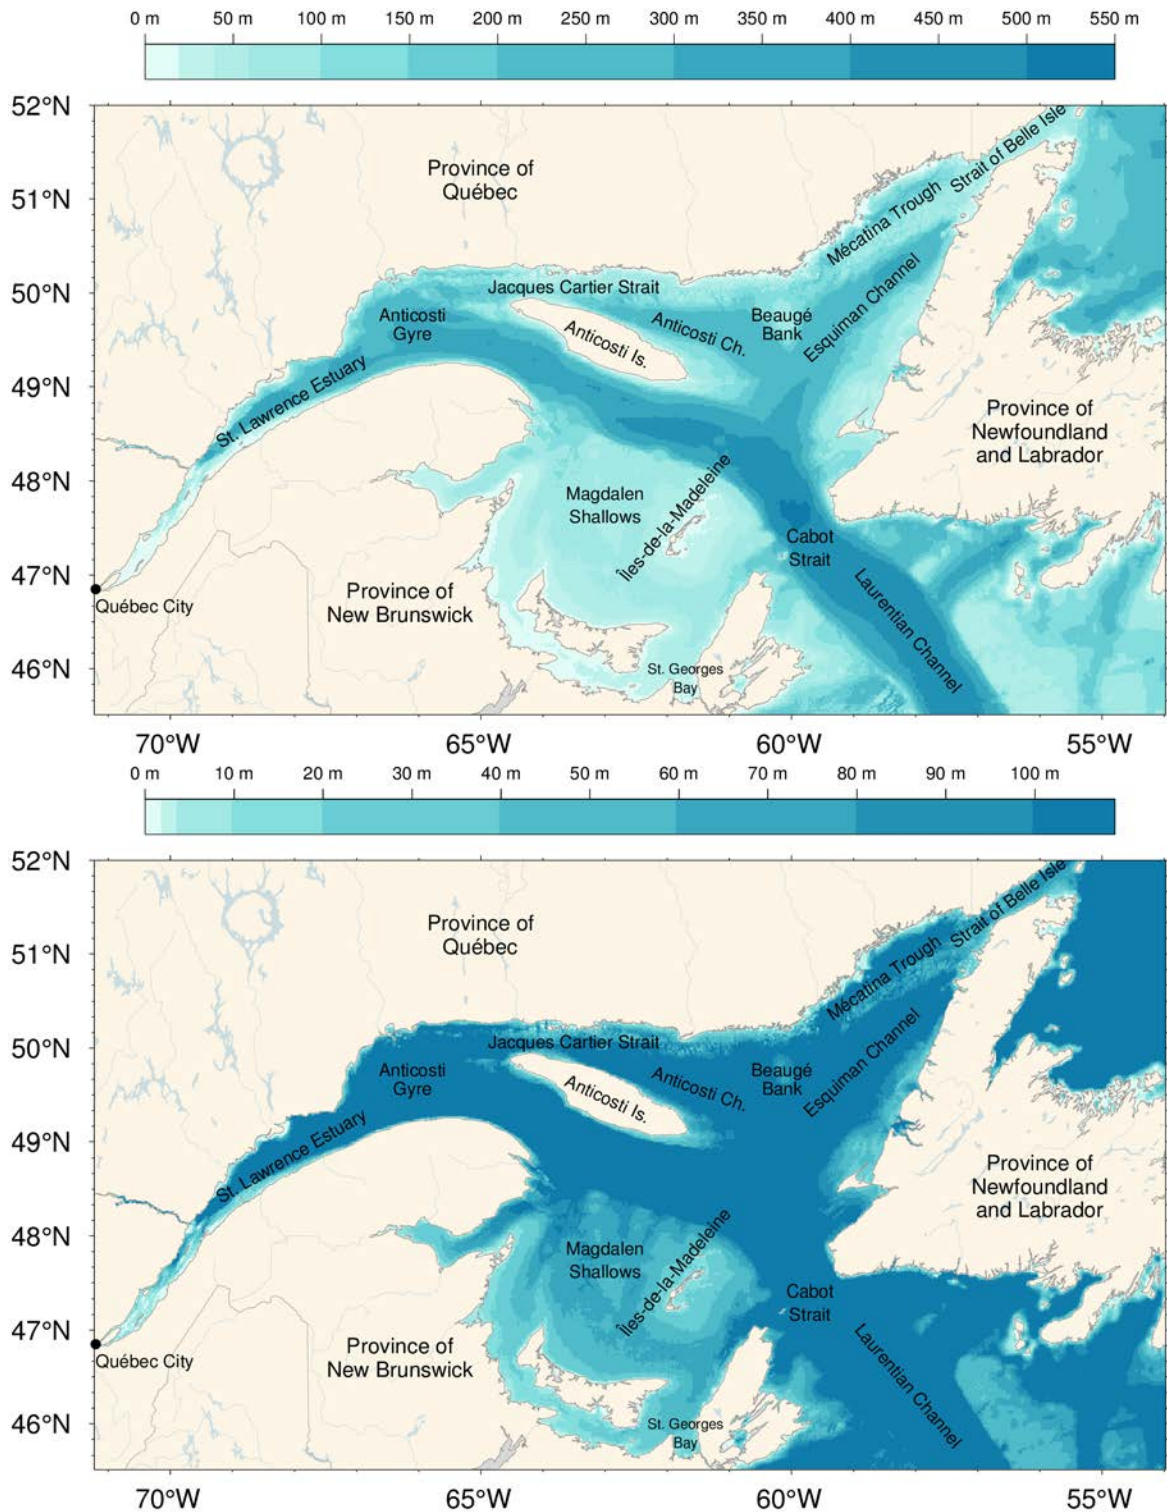 0 m 50 m 100 m 150 m 200 m 250 m 300 m 350 m 400 m 450 m 500 m 550 m
52°N
51°N
50°N
49°N
48°N
47°N
46°N
Province of
Québec
Strait of Belle Isle
Mécatina Trough
Jacques Cartier Strait
Esquiman Channel
Anticosti
Gyre
Anticosti Is.
Anticosti Ch.
Beaugé
Bank
St. Lawrence Estuary
Province of
Newfoundland
and Labrador
Magdalen
Shallows
Îles-de-la-Madeleine
Cabot
Strait
Laurentian Channel
Québec City
Province of
New Brunswick
St. Georges
Bay
70°W 65°W 60°W 55°W
0 m 10 m 20 m 30 m 40 m 50 m 60 m 70 m 80 m 90 m 100 m
52°N
51°N
50°N
49°N
48°N
47°N
46°N
Province of
Québec
Strait of Belle Isle
Mécatina Trough
Jacques Cartier Strait
Esquiman Channel
Anticosti
Gyre
Anticosti Is.
Anticosti Ch.
Beaugé
Bank
St. Lawrence Estuary
Province of
Newfoundland
and Labrador
Magdalen
Shallows
Îles-de-la-Madeleine
Cabot
Strait
Laurentian Channel
Québec City
Province of
New Brunswick
St. Georges
Bay
70°W 65°W 60°W 55°W